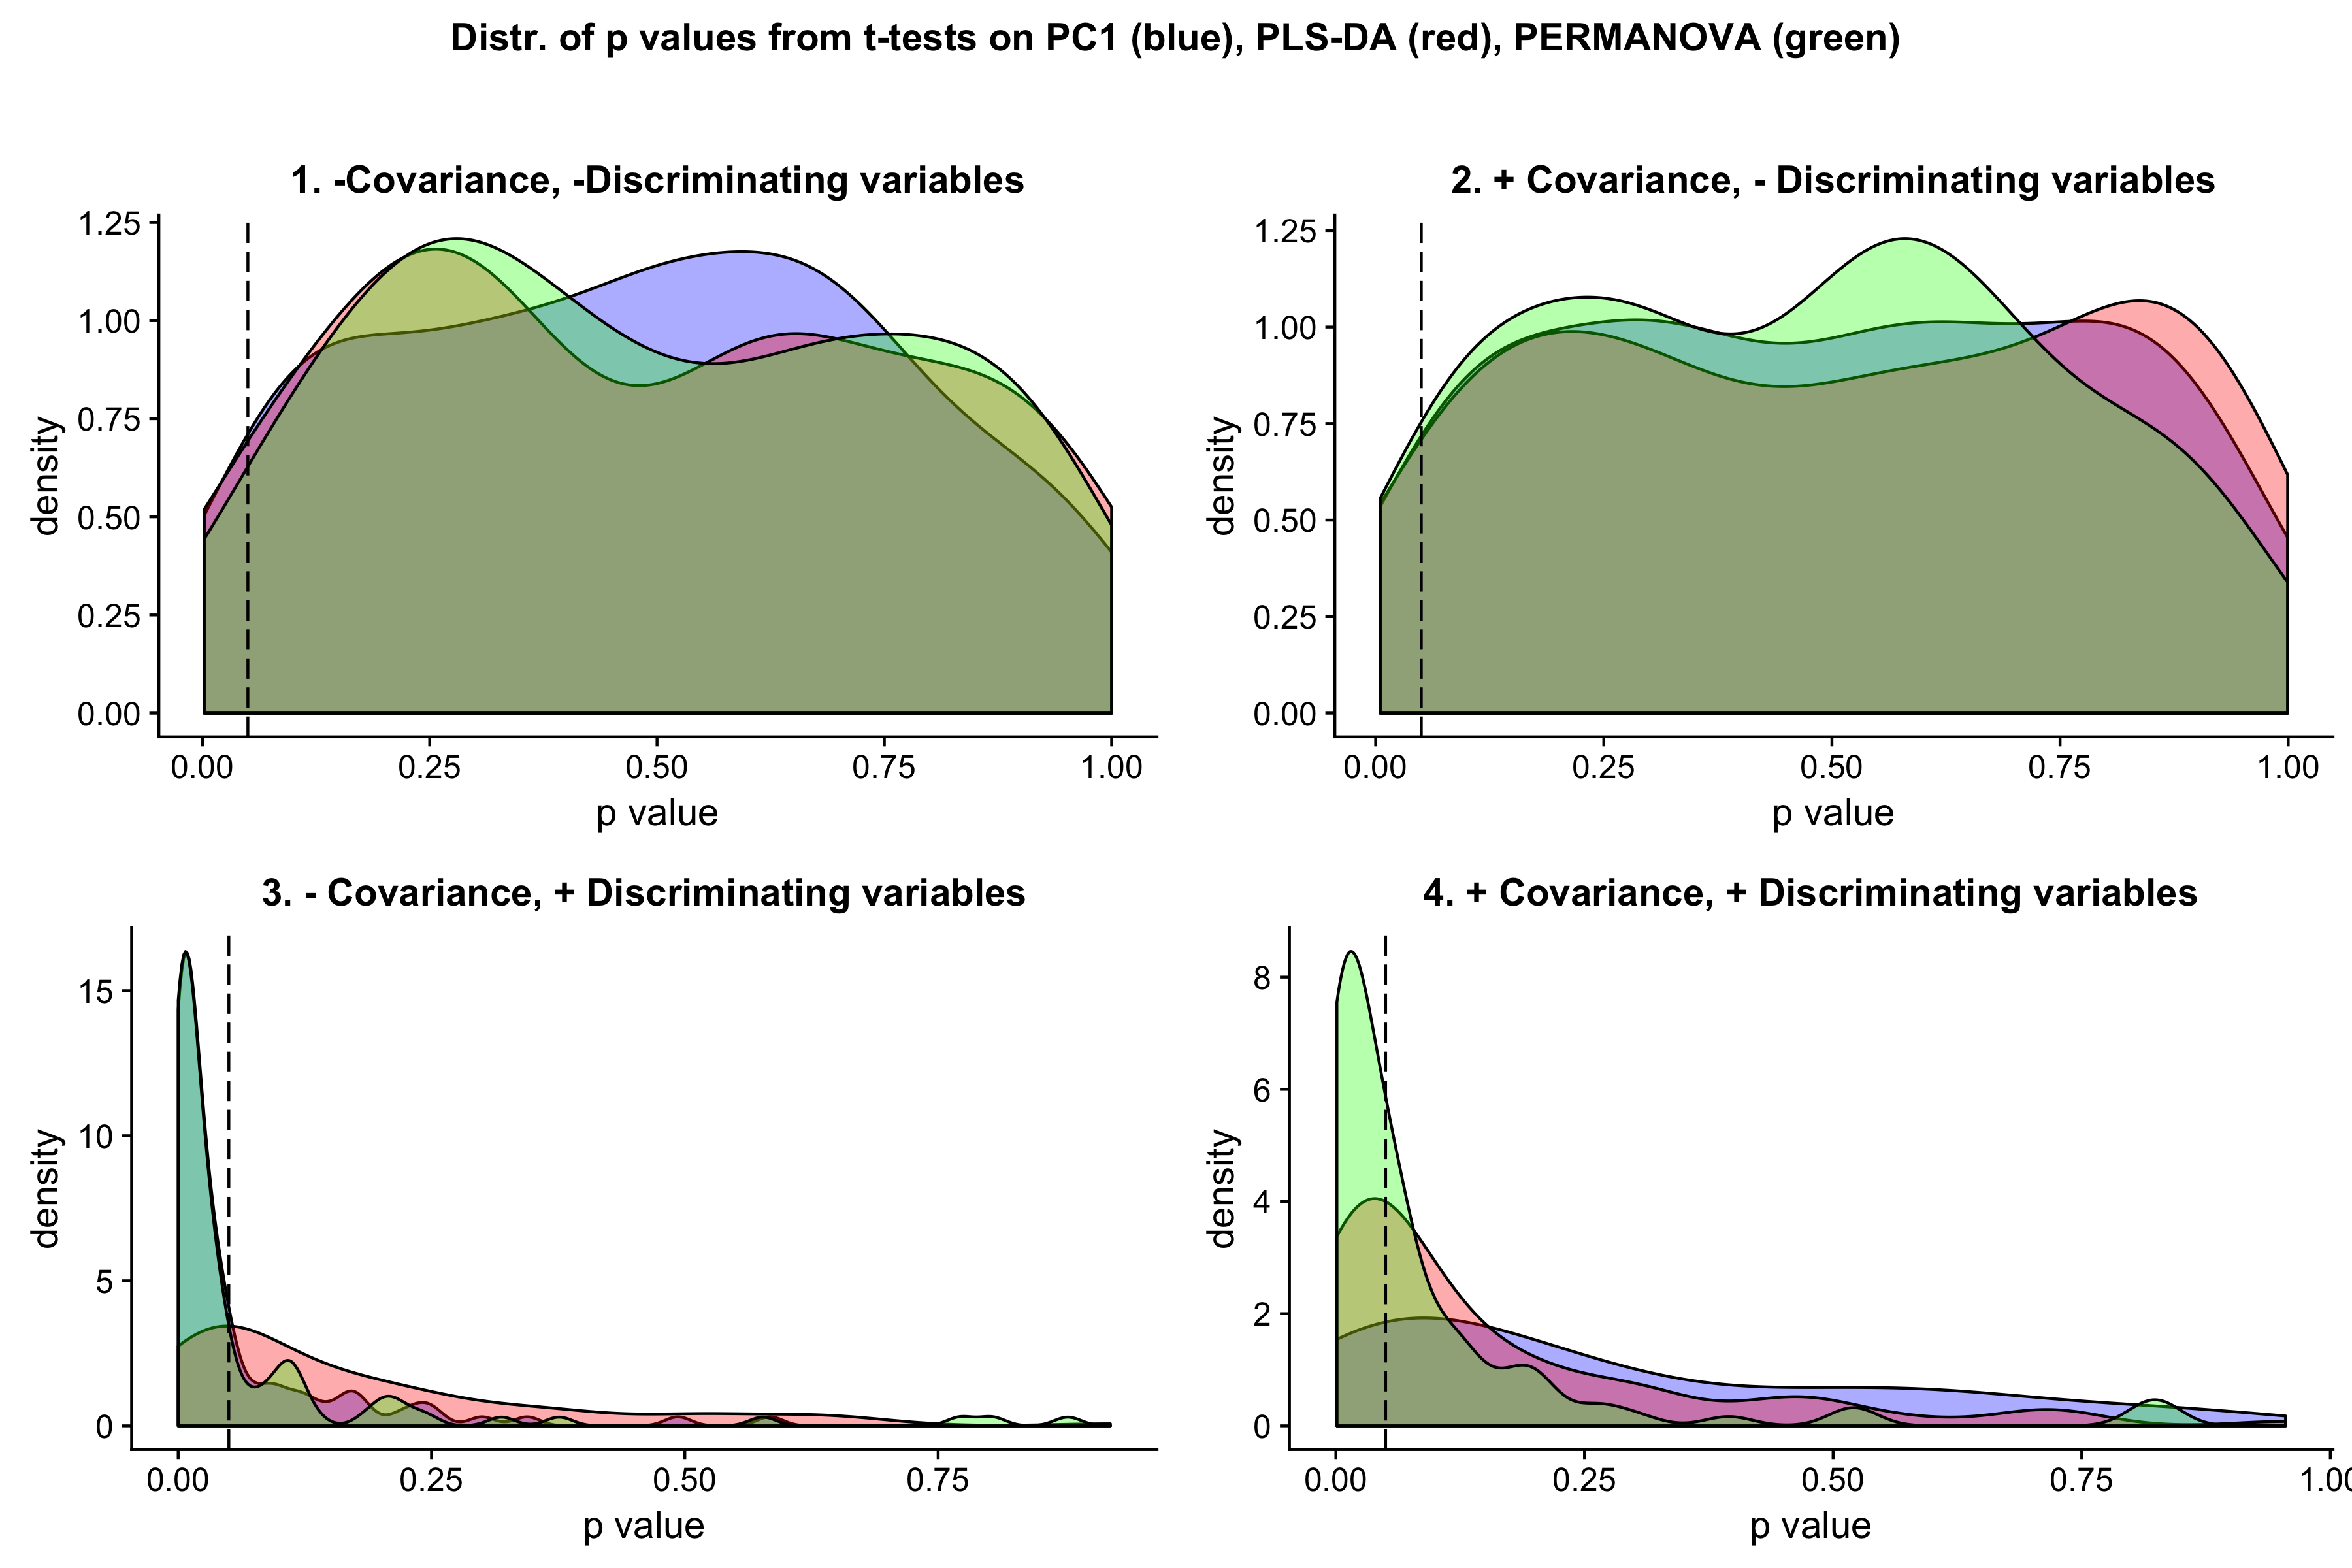 Distr. of p values from t-tests on PC1 (blue), PLS-DA (red), PERMANOVA (green)
1. -Covariance, -Discriminating variables
1.25
1.00
0.75
0.50
0.25
0.00
density
0.00 0.25 0.50 0.75 1.00
p value
2. + Covariance, - Discriminating variables
1.25
1.00
0.75
0.50
0.25
0.00
density
0.00 0.25 0.50 0.75 1.00
p value
3. - Covariance, + Discriminating variables
15
10
5
0
density
0.00 0.25 0.50 0.75
p value
4. + Covariance, + Discriminating variables
8
6
4
2
0
density
0.00 0.25 0.50 0.75 1.00
p value